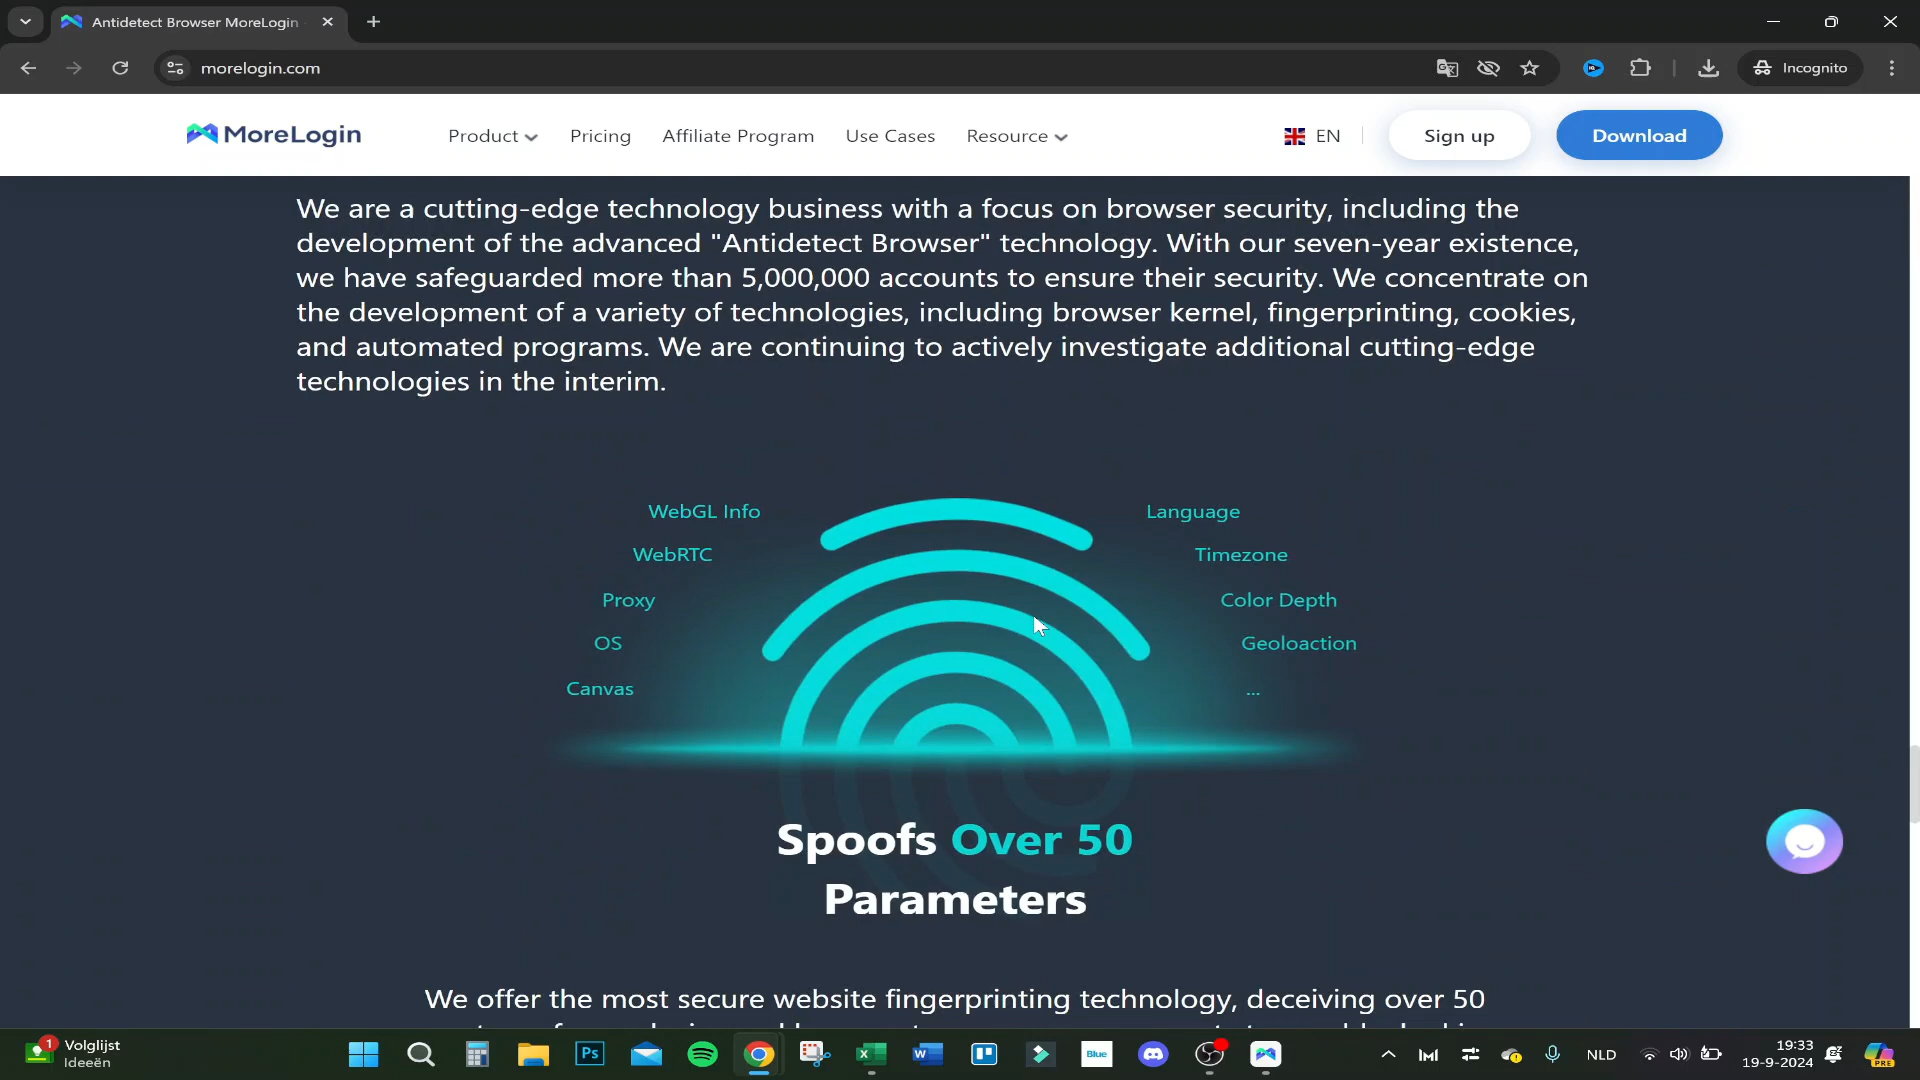 Antidetect Browser MoreLogin
morelogin.com
Incognito
MoreLogin
Product
Pricing
Affiliate Program
Use Cases
Resource
EN
Sign up
Download
We are a cutting-edge technology business with a focus on browser security, including the
development of the advanced "Antidetect Browser" technology. With our seven-year existence,
we have safeguarded more than 5,000,000 accounts to ensure their security. We concentrate on
the development of a variety of technologies, including browser kernel, fingerprinting, cookies,
and automated programs. We are continuing to actively investigate additional cutting-edge
technologies in the interim.
WebGL Info
Language
WebRTC
Timezone
Proxy
Color Depth
OS
Geoloaction
Canvas
...
Spoofs Over 50
Parameters
We offer the most secure website fingerprinting technology, deceiving over 50
1
Volglijst
Ideeën
Ps
Blue
NLD
19:33
19-9-2024
PRE